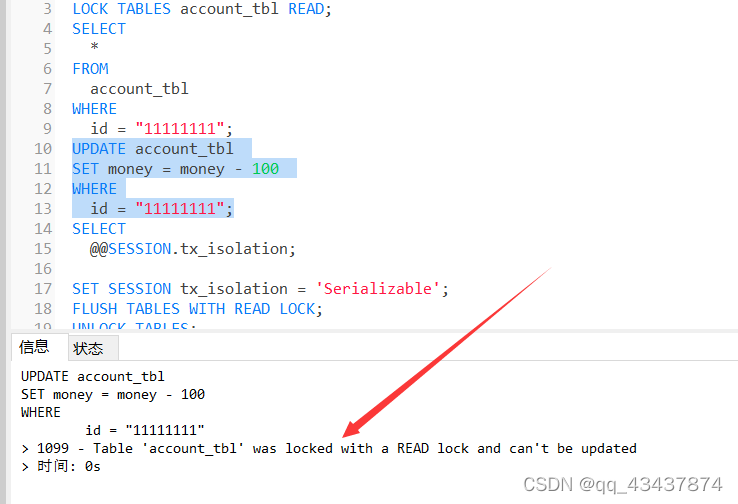 3 LOCK TABLES account_tbl READ;
4 SELECT
5 *
6 FROM
7 account_tbl
8 WHERE
9 id = "11111111";
10 UPDATE account_tbl
11 SET money = money - 100
12 WHERE
13 id = "11111111";
14 SELECT
15 @@SESSION.tx_isolation;
16
17 SET SESSION tx_isolation = 'Serializable';
18 FLUSH TABLES WITH READ LOCK;
19 UNLOCK TABLES;
信息 状态
UPDATE account_tbl
SET money = money - 100
WHERE
id = "11111111"
> 1099 - Table 'account_tbl' was locked with a READ lock and can't be updated
> 时间: 0s
CSDN @qq_43437874